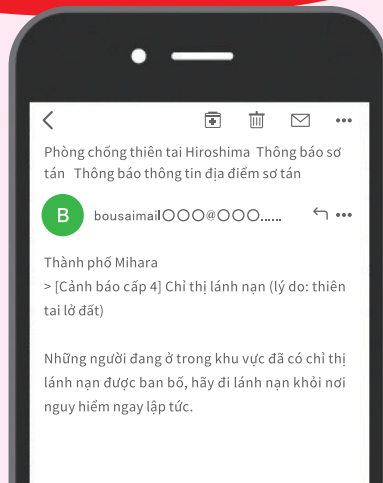 Phòng chống thiên tai Hiroshima Thông báo sơ
tán Thông báo thông tin địa điểm sơ tán
B
bousaimail〇〇〇@〇〇〇......
Thành phố Mihara
> [Cảnh báo cấp 4] Chỉ thị lánh nạn (lý do: thiên
tai lở đất)
Những người đang ở trong khu vực đã có chỉ thị
lánh nạn được ban bố, hãy đi lánh nạn khỏi nơi
nguy hiểm ngay lập tức.